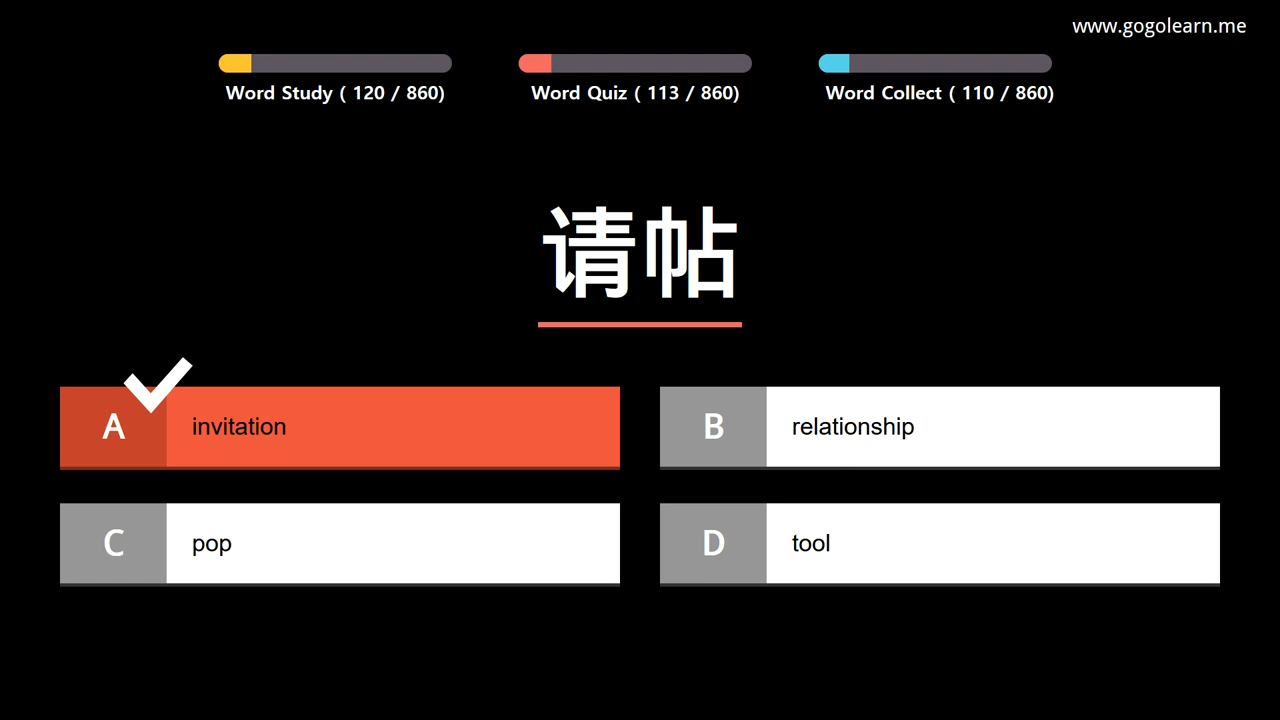 www.gogolearn.me
Word Study ( 120 / 860)
Word Quiz ( 113 / 860)
Word Collect ( 110 / 860)
请帖
A invitation
B relationship
C pop
D tool